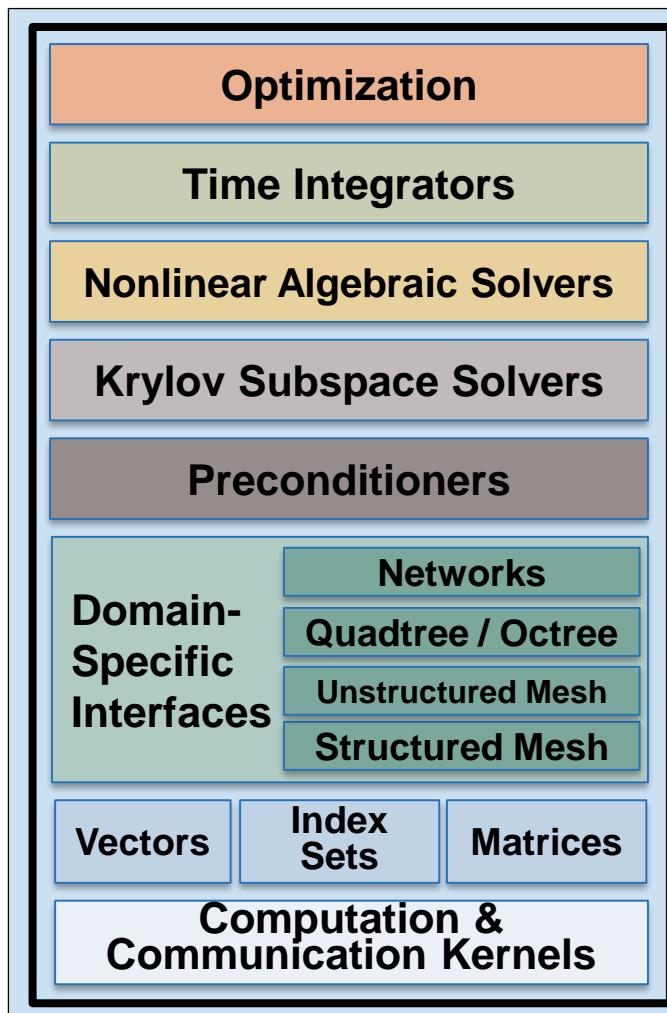 Optimization
Time Integrators
Nonlinear Algebraic Solvers
Krylov Subspace Solvers
Preconditioners
Domain-
Specific
Interfaces
Networks
Quadtree / Octree
Unstructured Mesh
Structured Mesh
Vectors
Index
Sets
Matrices
Computation &
Communication Kernels